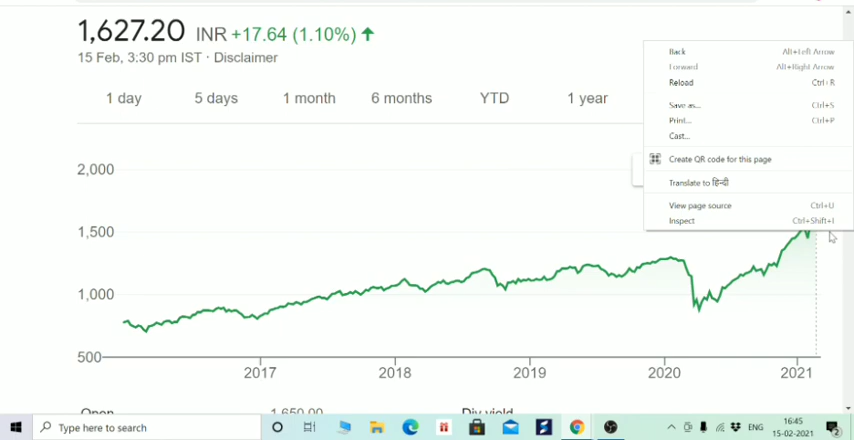 1,627.20 INR +17.64 (1.10%)
15 Feb, 3:30 pm IST · Disclaimer
1 day 5 days 1 month 6 months YTD 1 year
2,000
1,500
1,000
500
2017 2018 2019 2020 2021
Back Alt+Left Arrow
Forward Alt+Right Arrow
Reload Ctrl+R
Save as... Ctrl+S
Print... Ctrl+P
Cast...
Create QR code for this page
Translate to हिन्दी
View page source Ctrl+U
Inspect Ctrl+Shift+I
Open 1,650.00 Div yield
Type here to search
ENG
16:45
15-02-2021
2